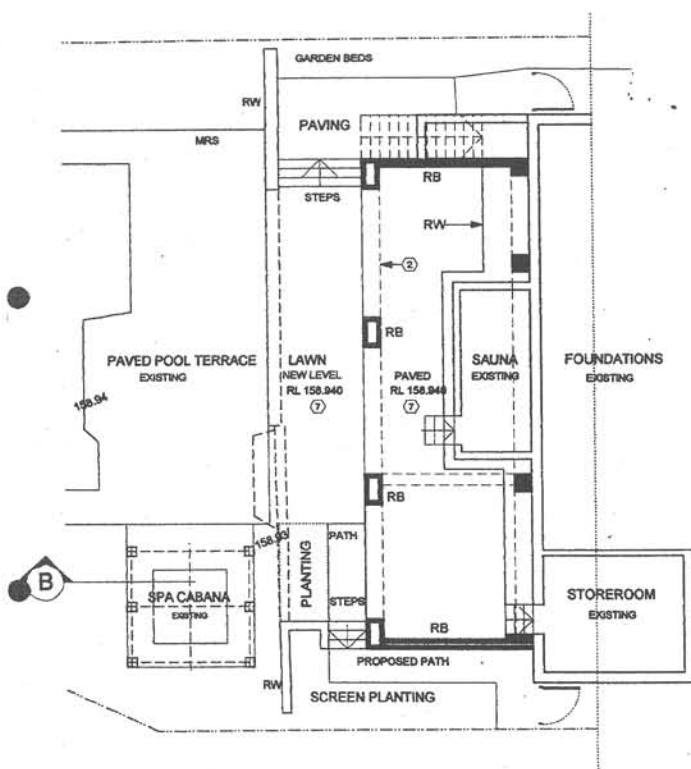 GARDEN BEDS
RW
PAVING
MRS
RB
STEPS
RW
2
RB
PAVED POOL TERRACE
EXISTING
LAWN
NEW LEVEL
RL 158.940
7
PAVED
RL 158.940
7
SAUNA
EXISTING
FOUNDATIONS
EXISTING
158.94
RB
158.93
PATH
PLANTING
B
SPA CABANA
EXISTING
STEPS
STOREROOM
EXISTING
RB
PROPOSED PATH
RW
SCREEN PLANTING